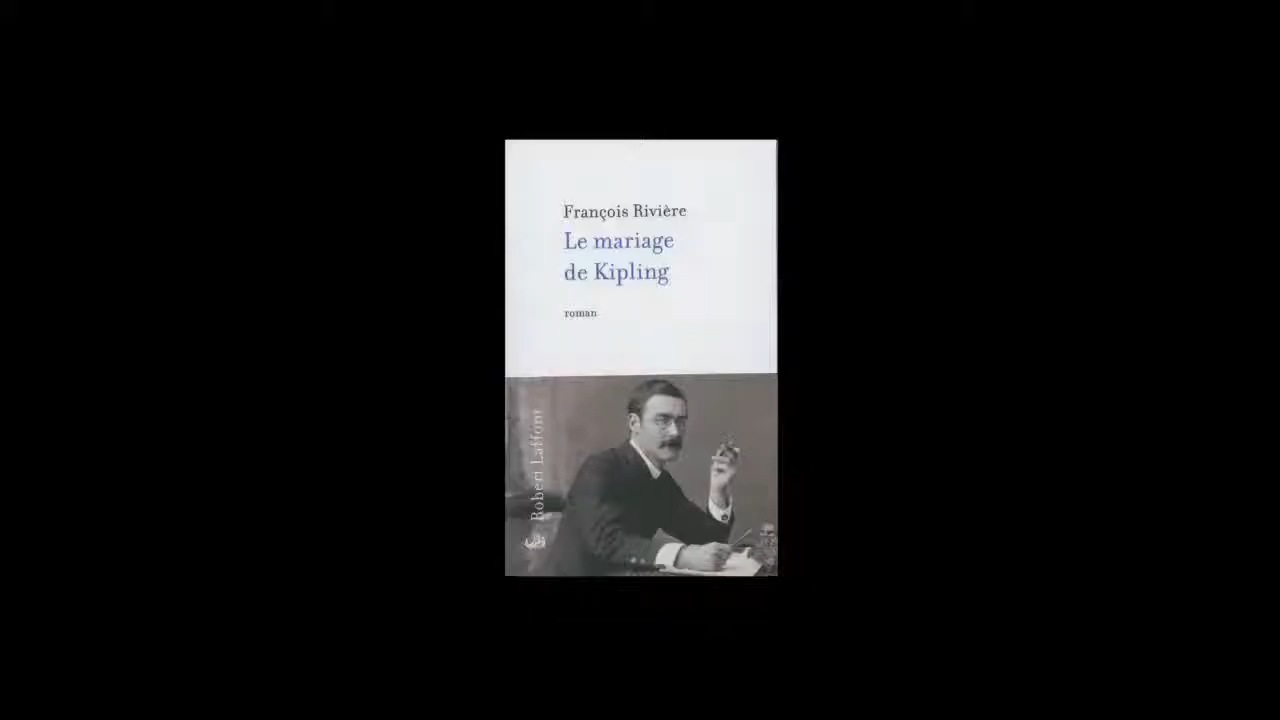 François Rivière
Le mariage
de Kipling
roman
Robert Laffont